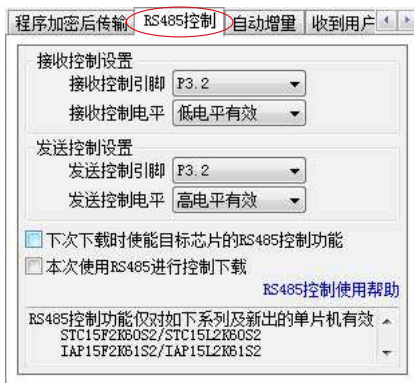 程序加密后传输 RS485控制 自动增量 收到用户
接收控制设置
接收控制引脚 P3.2
接收控制电平 低电平有效
发送控制设置
发送控制引脚 P3.2
发送控制电平 高电平有效
下次下载时使能目标芯片的RS485控制功能
本次使用RS485进行控制下载
RS485控制使用帮助
RS485控制功能仅对如下系列及新出的单片机有效
STC15F2K60S2/STC15L2K60S2
IAP15F2K61S2/IAP15L2K61S2